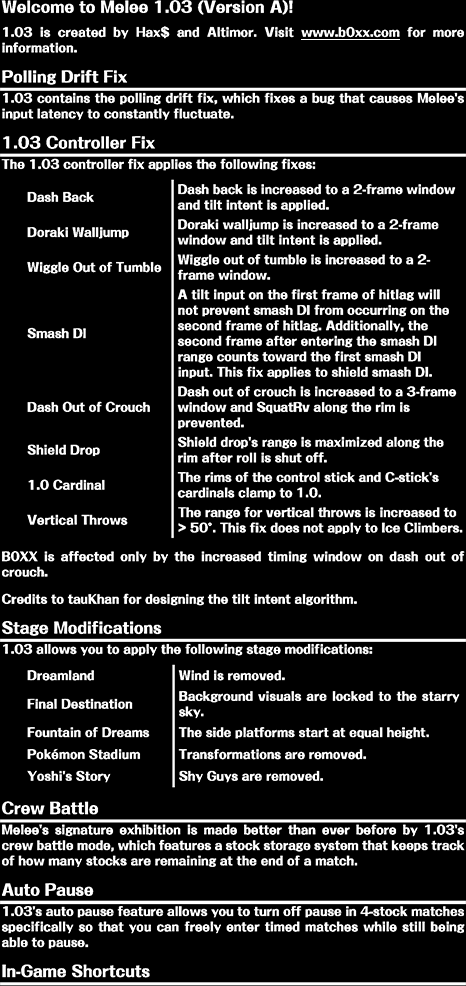 Welcome to Melee 1.03 (Version A)!
1.03 is created by Hax$ and Altimor. Visit www.b0xx.com for more
information.
Polling Drift Fix
1.03 contains the polling drift fix, which fixes a bug that causes Melee's
input latency to constantly fluctuate.
1.03 Controller Fix
The 1.03 controller fix applies the following fixes:
Dash Back
Dash back is increased to a 2-frame window
and tilt intent is applied.
Doraki Walljump
Doraki walljump is increased to a 2-frame
window and tilt intent is applied.
Wiggle Out of Tumble
Wiggle out of tumble is increased to a 2-
frame window.
Smash DI
A tilt input on the first frame of hitlag will
not prevent smash DI from occurring on the
second frame of hitlag. Additionally, the
second frame after entering the smash DI
range counts toward the first smash DI
input. This fix applies to shield smash DI.
Dash Out of Crouch
Dash out of crouch is increased to a 3-frame
window and SquatRv along the rim is
prevented.
Shield Drop
Shield drop's range is maximized along the
rim after roll is shut off.
1.0 Cardinal
The rims of the control stick and C-stick's
cardinals clamp to 1.0.
Vertical Throws
The range for vertical throws is increased to
> 50°. This fix does not apply to Ice Climbers.
B0XX is affected only by the increased timing window on dash out of
crouch.
Credits to tauKhan for designing the tilt intent algorithm.
Stage Modifications
1.03 allows you to apply the following stage modifications:
Dreamland
Wind is removed.
Final Destination
Background visuals are locked to the starry
sky.
Fountain of Dreams
The side platforms start at equal height.
Pokémon Stadium
Transformations are removed.
Yoshi's Story
Shy Guys are removed.
Crew Battle
Melee's signature exhibition is made better than ever before by 1.03's
crew battle mode, which features a stock storage system that keeps track
of how many stocks are remaining at the end of a match.
Auto Pause
1.03's auto pause feature allows you to turn off pause in 4-stock matches
specifically so that you can freely enter timed matches while still being
able to pause.
In-Game Shortcuts